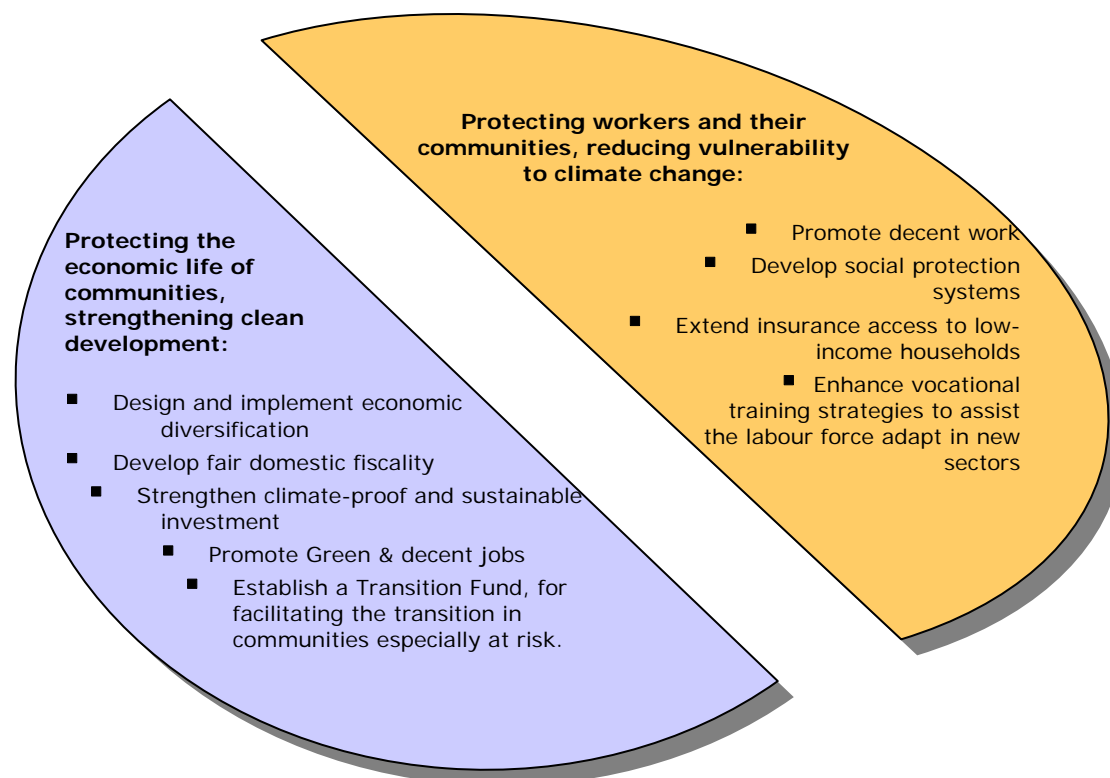 Protecting workers and their
communities, reducing vulnerability
to climate change:
■ Promote decent work
■ Develop social protection
systems
■ Extend insurance access to low-
income households
■ Enhance vocational
training strategies to assist
the labour force adapt in new
sectors
Protecting the
economic life of
communities,
strengthening clean
development:
■ Design and implement economic
diversification
■ Develop fair domestic fiscality
■ Strengthen climate-proof and sustainable
investment
■ Promote Green & decent jobs
■ Establish a Transition Fund, for
facilitating the transition in
communities especially at risk.